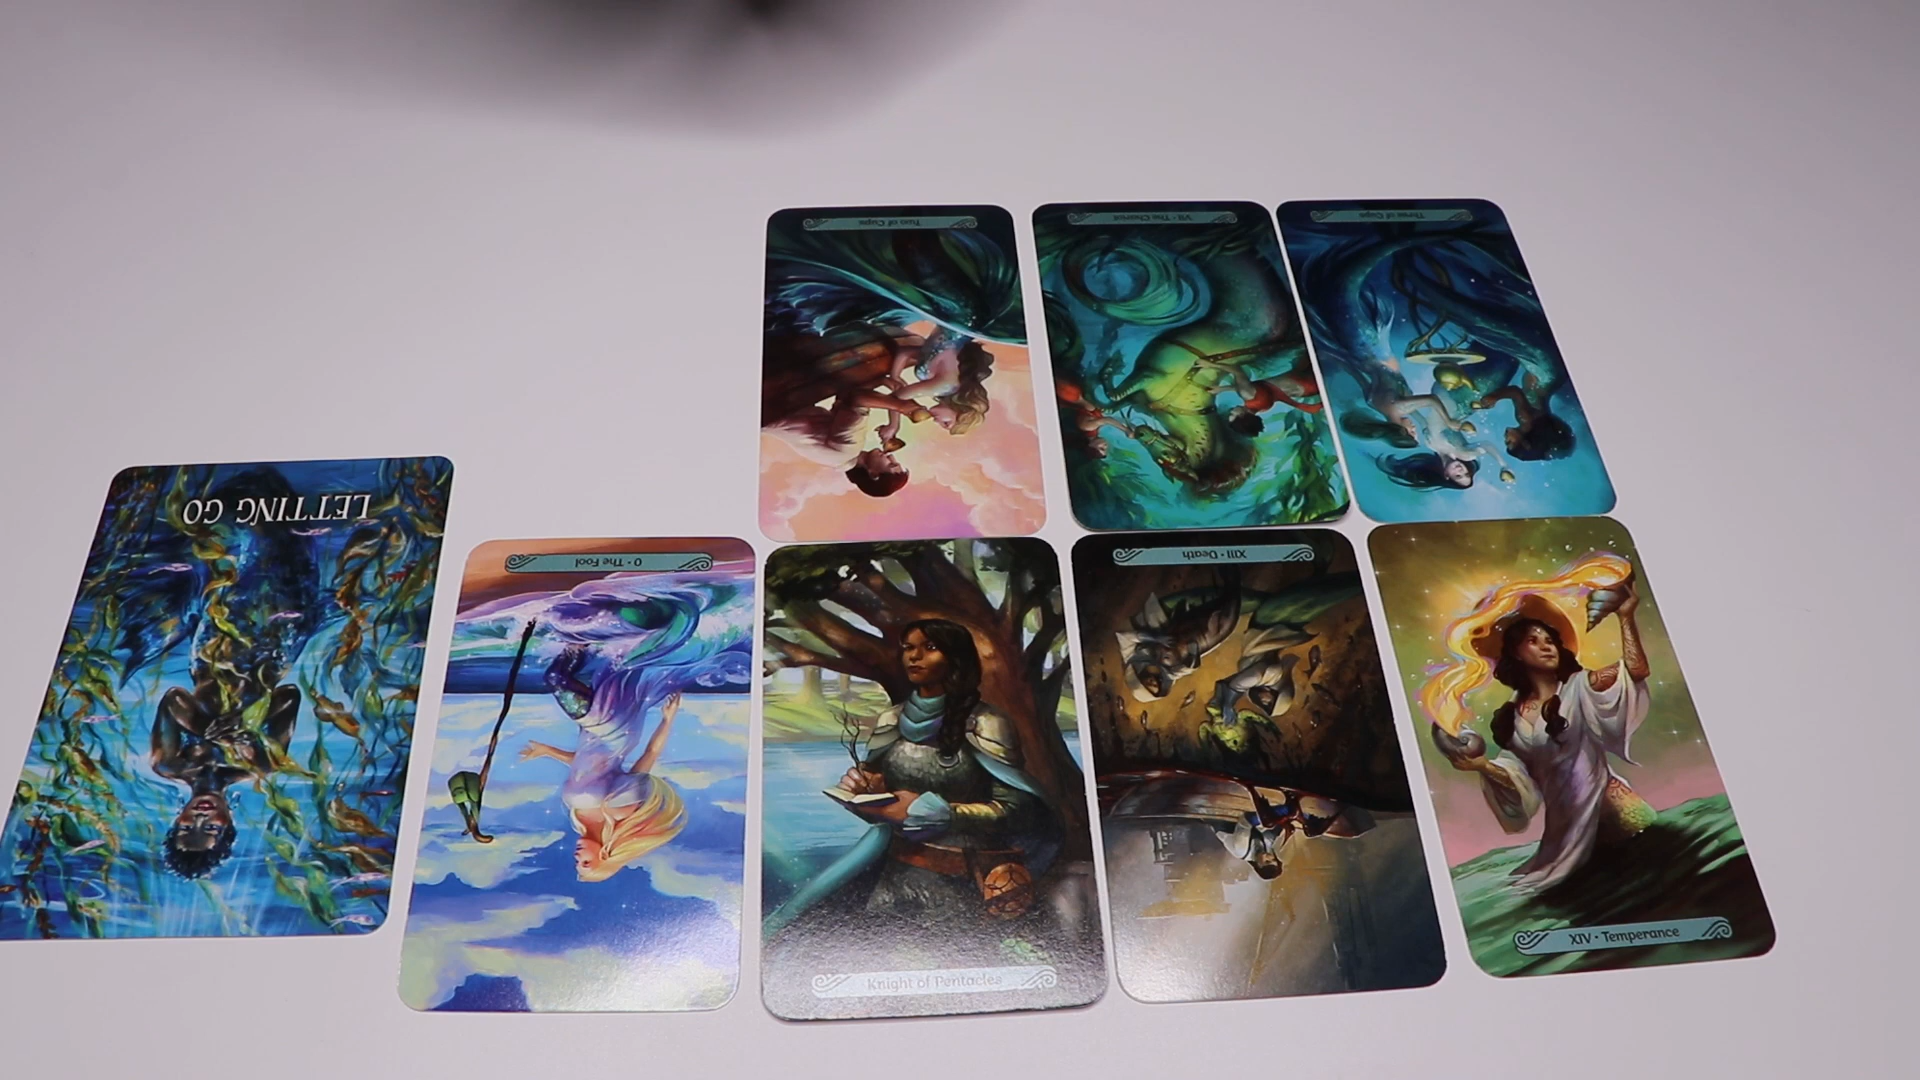 Two of Cups
VII · The Chariot
Three of Cups
LETTING GO
0 · The Fool
Knight of Pentacles
XIII · Death
XIV · Temperance